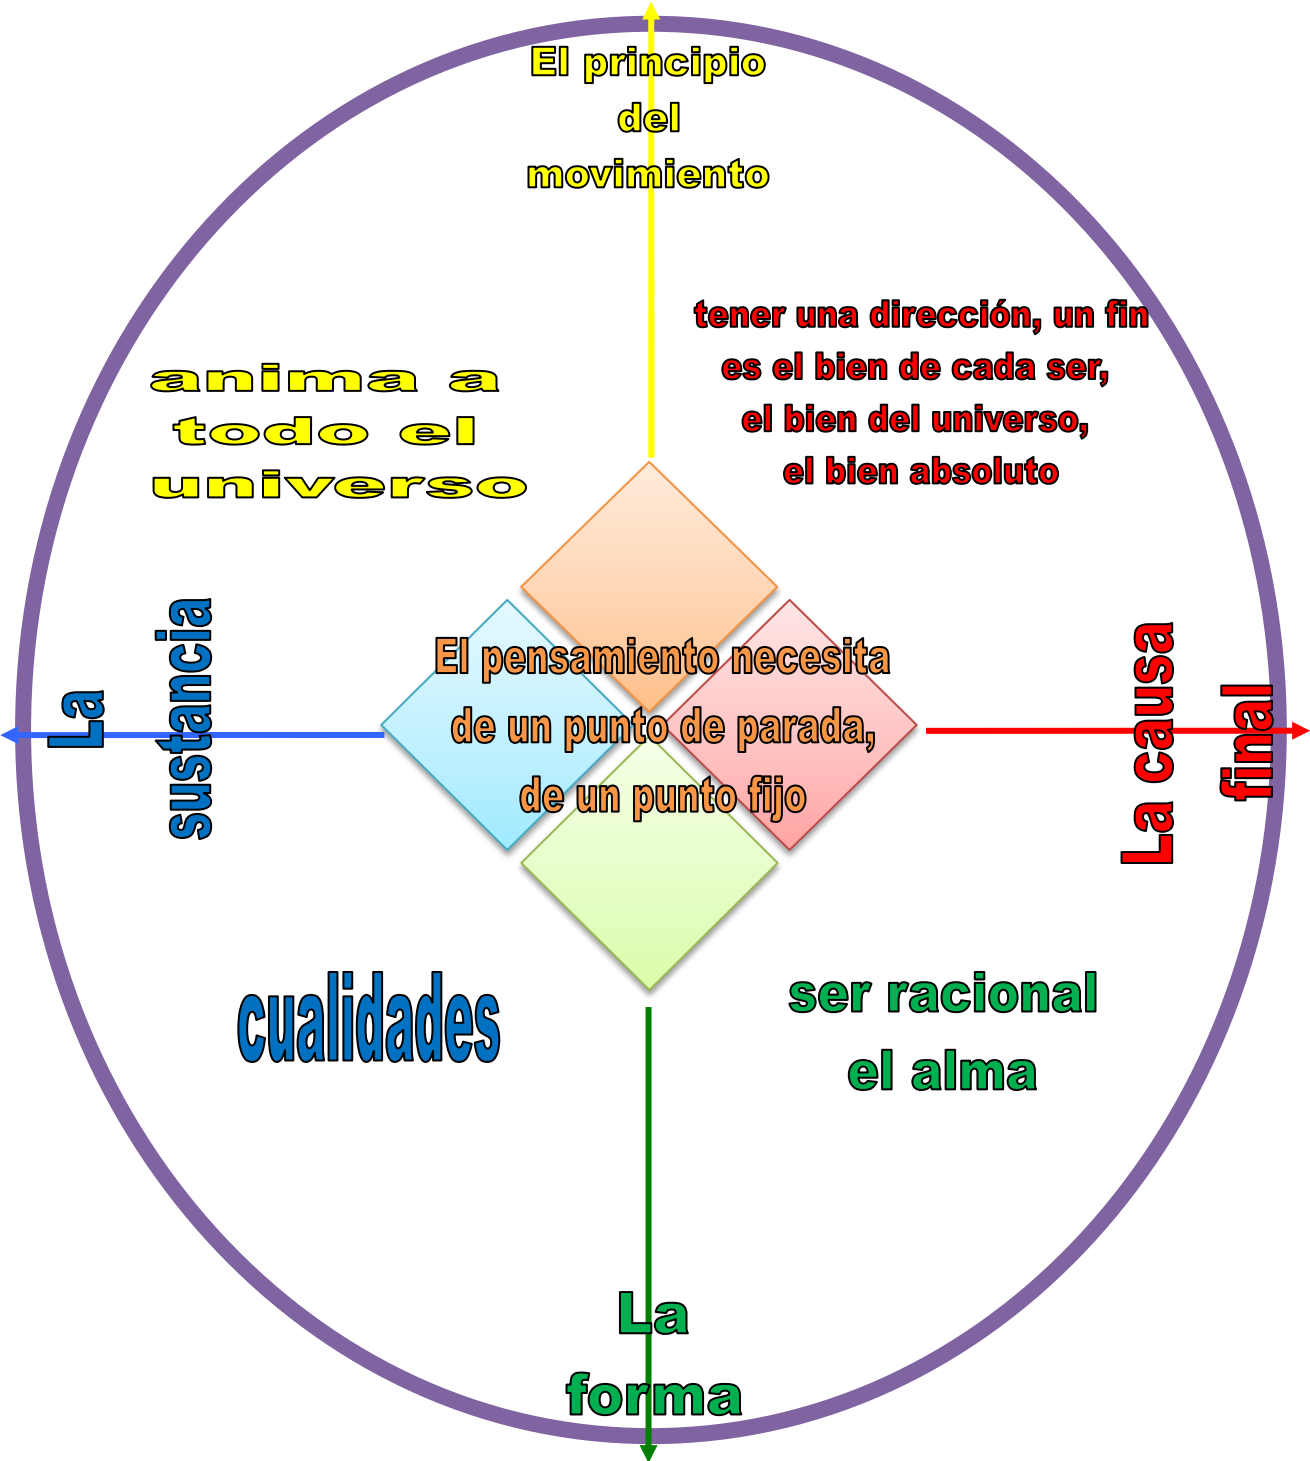 El principio
del
movimiento
tener una dirección, un fin
es el bien de cada ser,
el bien del universo,
el bien absoluto
anima a
todo el
universo
La
sustancia
El pensamiento necesita
de un punto de parada,
de un punto fijo
La causa
final
cualidades
ser racional
el alma
La
forma